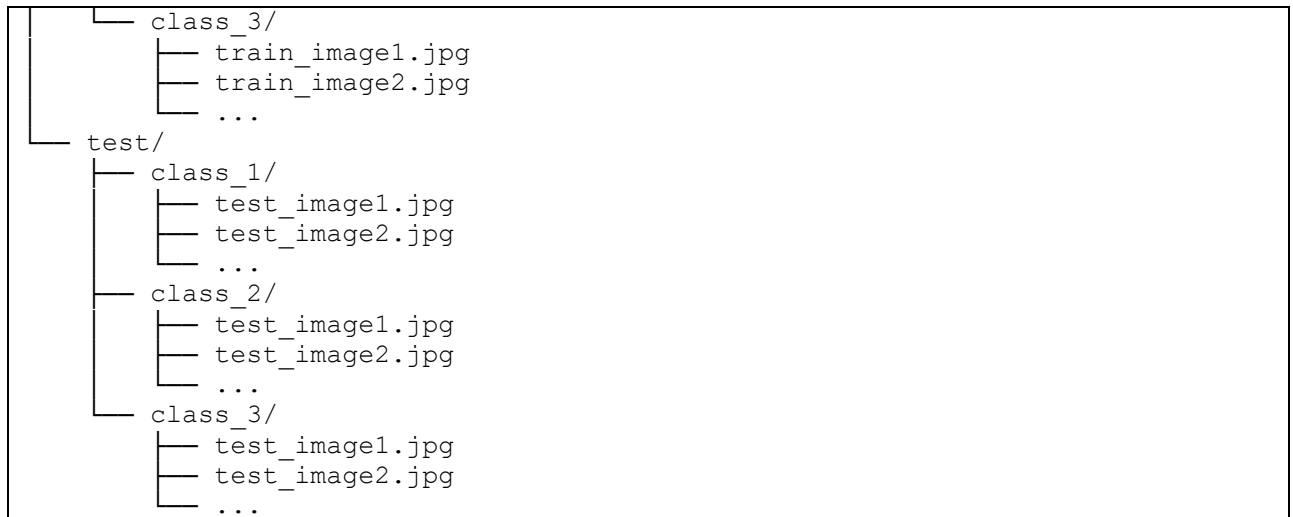 │   └── class_3/
│       ├── train_image1.jpg
│       ├── train_image2.jpg
│       └── ...
└── test/
    ├── class_1/
    │   ├── test_image1.jpg
    │   ├── test_image2.jpg
    │   └── ...
    ├── class_2/
    │   ├── test_image1.jpg
    │   ├── test_image2.jpg
    │   └── ...
    └── class_3/
        ├── test_image1.jpg
        ├── test_image2.jpg
        └── ...